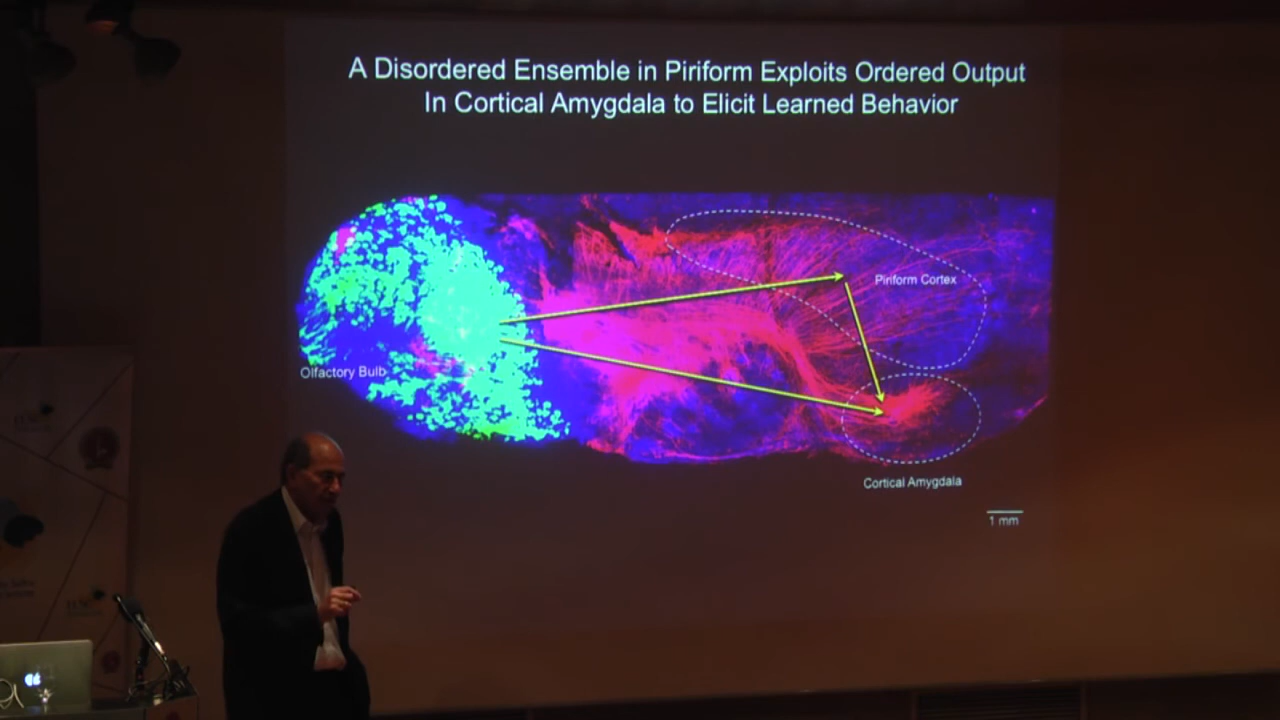 A Disordered Ensemble in Piriform Exploits Ordered Output
In Cortical Amygdala to Elicit Learned Behavior
Piriform Cortex
Olfactory Bulb
Cortical Amygdala
1 mm